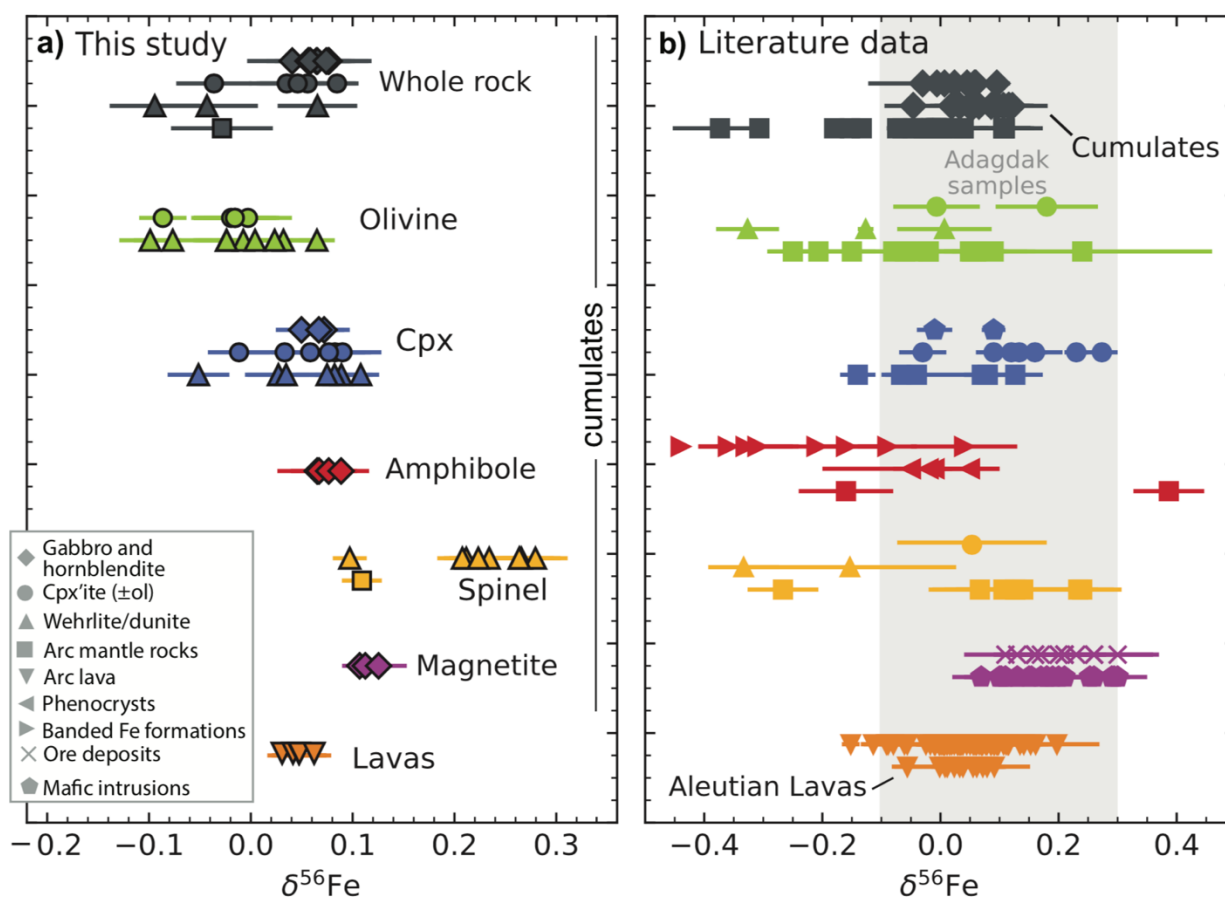 a) This study
Whole rock
Olivine
Cpx
Amphibole
Spinel
Magnetite
Lavas
cumulates
Gabbro and
hornblendite
Cpx'ite (±ol)
Wehrlite/dunite
Arc mantle rocks
Arc lava
Phenocrysts
Banded Fe formations
Ore deposits
Mafic intrusions
−0.2 −0.1 0.0 0.1 0.2 0.3
δ⁵⁶Fe
b) Literature data
Cumulates
Adagdak
samples
Aleutian Lavas
−0.4 −0.2 0.0 0.2 0.4
δ⁵⁶Fe